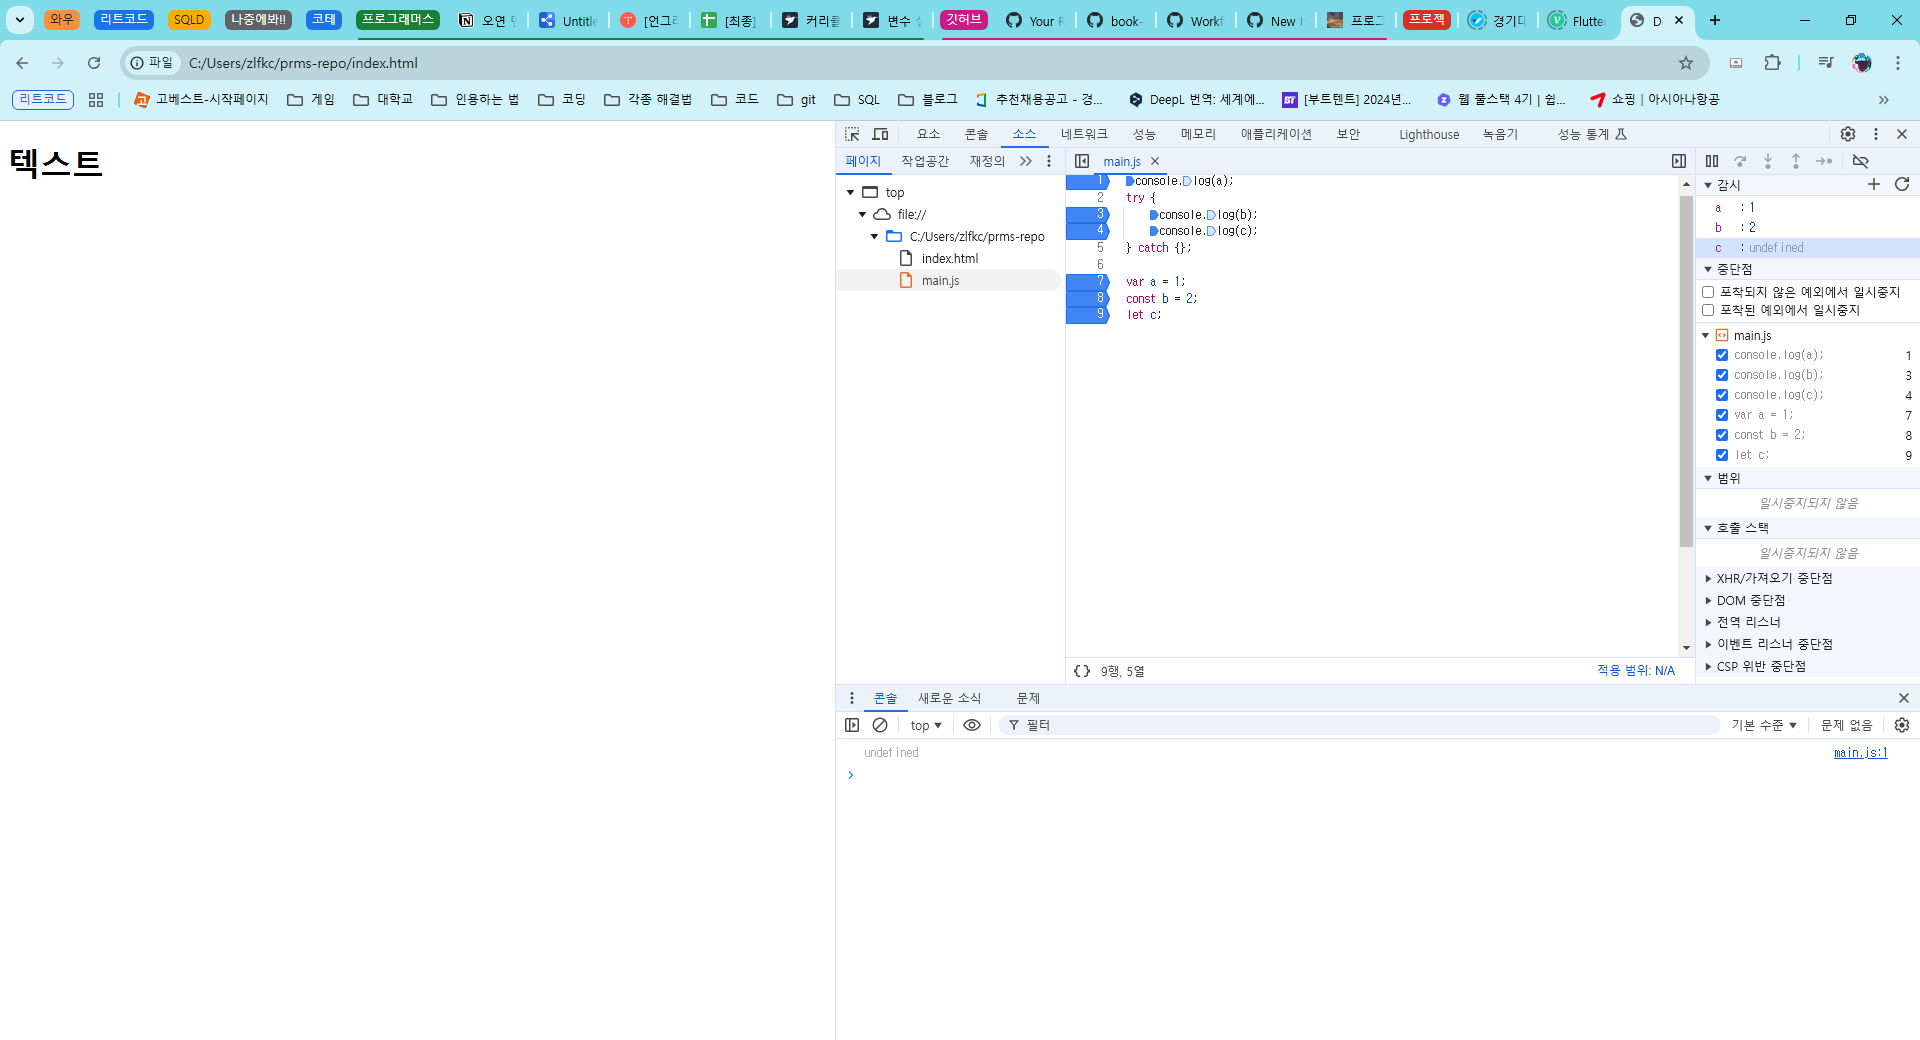 와우 리트코드 SQLD 나중에봐!! 코테 프로그래머스 오연 Untitle [언그 [최종] 커리큘 변수 깃허브 Your R book- Workf New 프로그 프로젝 경기 Flutte D
파일 C:/Users/zlfkc/prms-repo/index.html
리트코드 고베스트-시작페이지 게임 대학교 인용하는 법 코딩 각종 해결법 코드 git SQL 블로그 추천채용공고 - 경... DeepL 번역: 세계에... [부트텐트] 2024년... 웹 풀스택 4기 | 쉽... 쇼핑 | 아시아나항공
텍스트
요소 콘솔 소스 네트워크 성능 메모리 애플리케이션 보안 Lighthouse 녹음기 성능 통계
페이지 작업공간 재정의
top
file://
C:/Users/zlfkc/prms-repo
index.html
main.js
main.js
1 console.log(a);
2 try {
3 console.log(b);
4 console.log(c);
5 } catch {};
6
7 var a = 1;
8 const b = 2;
9 let c;
{ } 9행, 5열 적용 범위: N/A
감시
a : 1
b : 2
c : undefined
중단점
포착되지 않은 예외에서 일시중지
포착된 예외에서 일시중지
main.js
console.log(a); 1
console.log(b); 3
console.log(c); 4
var a = 1; 7
const b = 2; 8
let c; 9
범위
일시중지되지 않음
호출 스택
일시중지되지 않음
XHR/가져오기 중단점
DOM 중단점
전역 리스너
이벤트 리스너 중단점
CSP 위반 중단점
콘솔 새로운 소식 문제
top 필터 기본 수준 문제 없음
undefined main.js:1